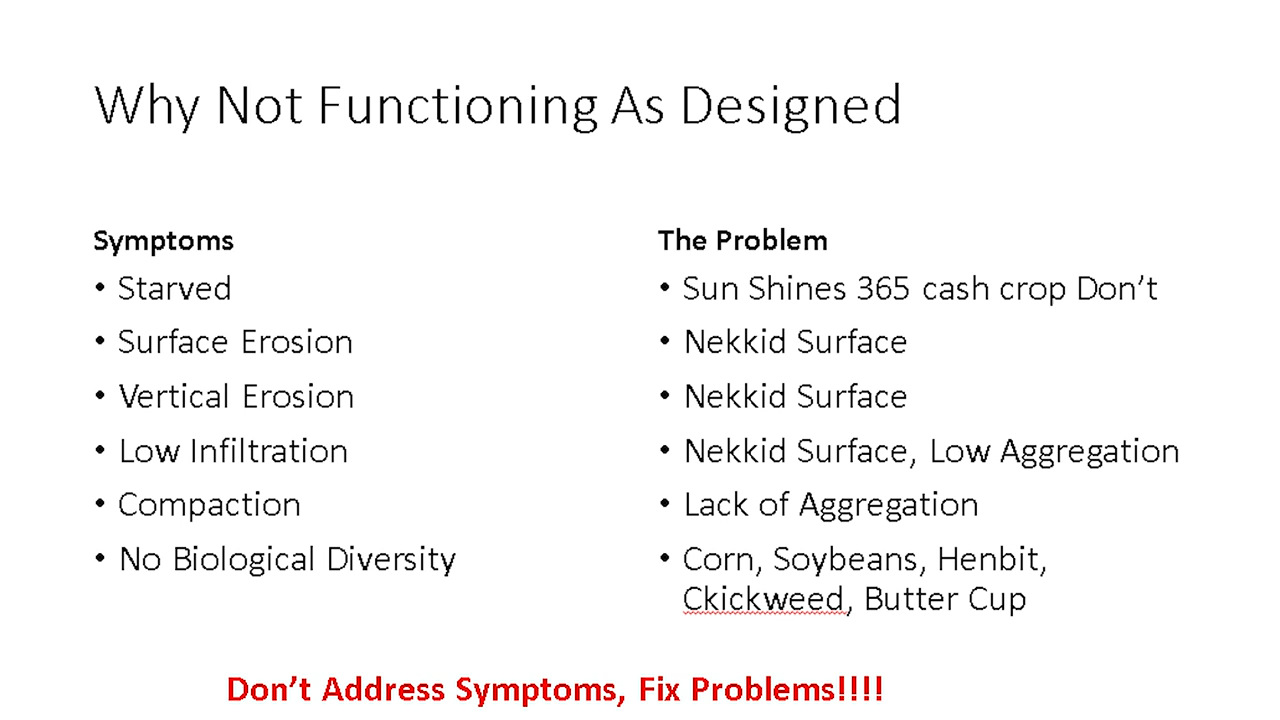 Why Not Functioning As Designed
Symptoms
• Starved
• Surface Erosion
• Vertical Erosion
• Low Infiltration
• Compaction
• No Biological Diversity
The Problem
• Sun Shines 365 cash crop Don’t
• Nekkid Surface
• Nekkid Surface
• Nekkid Surface, Low Aggregation
• Lack of Aggregation
• Corn, Soybeans, Henbit,
Ckickweed, Butter Cup
Don’t Address Symptoms, Fix Problems!!!!